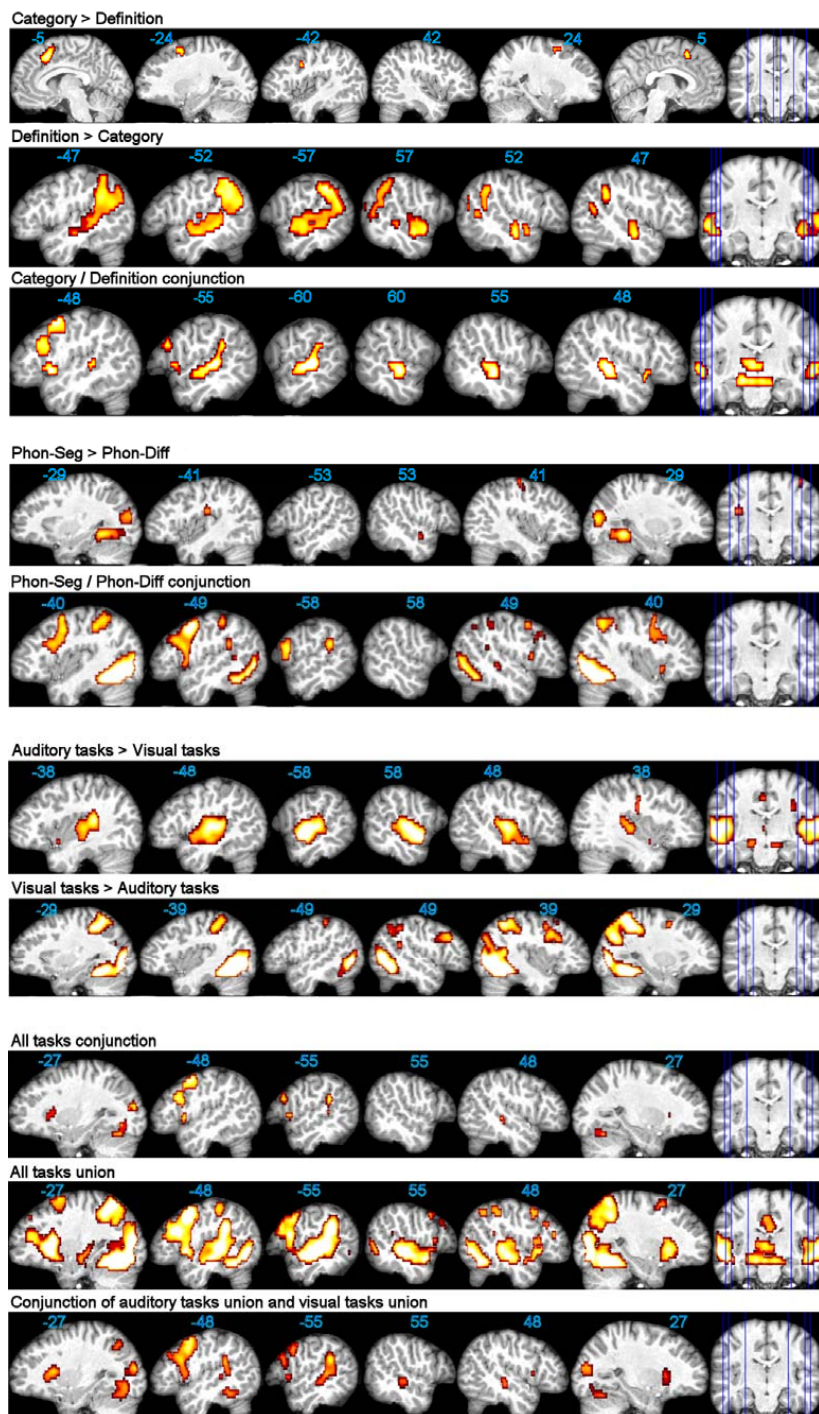 Category > Definition
-5 -24 -42 42 24 5
Definition > Category
-47 -52 -57 57 52 47
Category / Definition conjunction
-48 -55 -60 60 55 48
Phon-Seg > Phon-Diff
-29 -41 -53 53 41 29
Phon-Seg / Phon-Diff conjunction
-40 -49 -58 58 49 40
Auditory tasks > Visual tasks
-38 -48 -58 58 48 38
Visual tasks > Auditory tasks
-29 -39 -49 49 39 29
All tasks conjunction
-27 -48 -55 55 48 27
All tasks union
-27 -48 -55 55 48 27
Conjunction of auditory tasks union and visual tasks union
-27 -48 -55 55 48 27